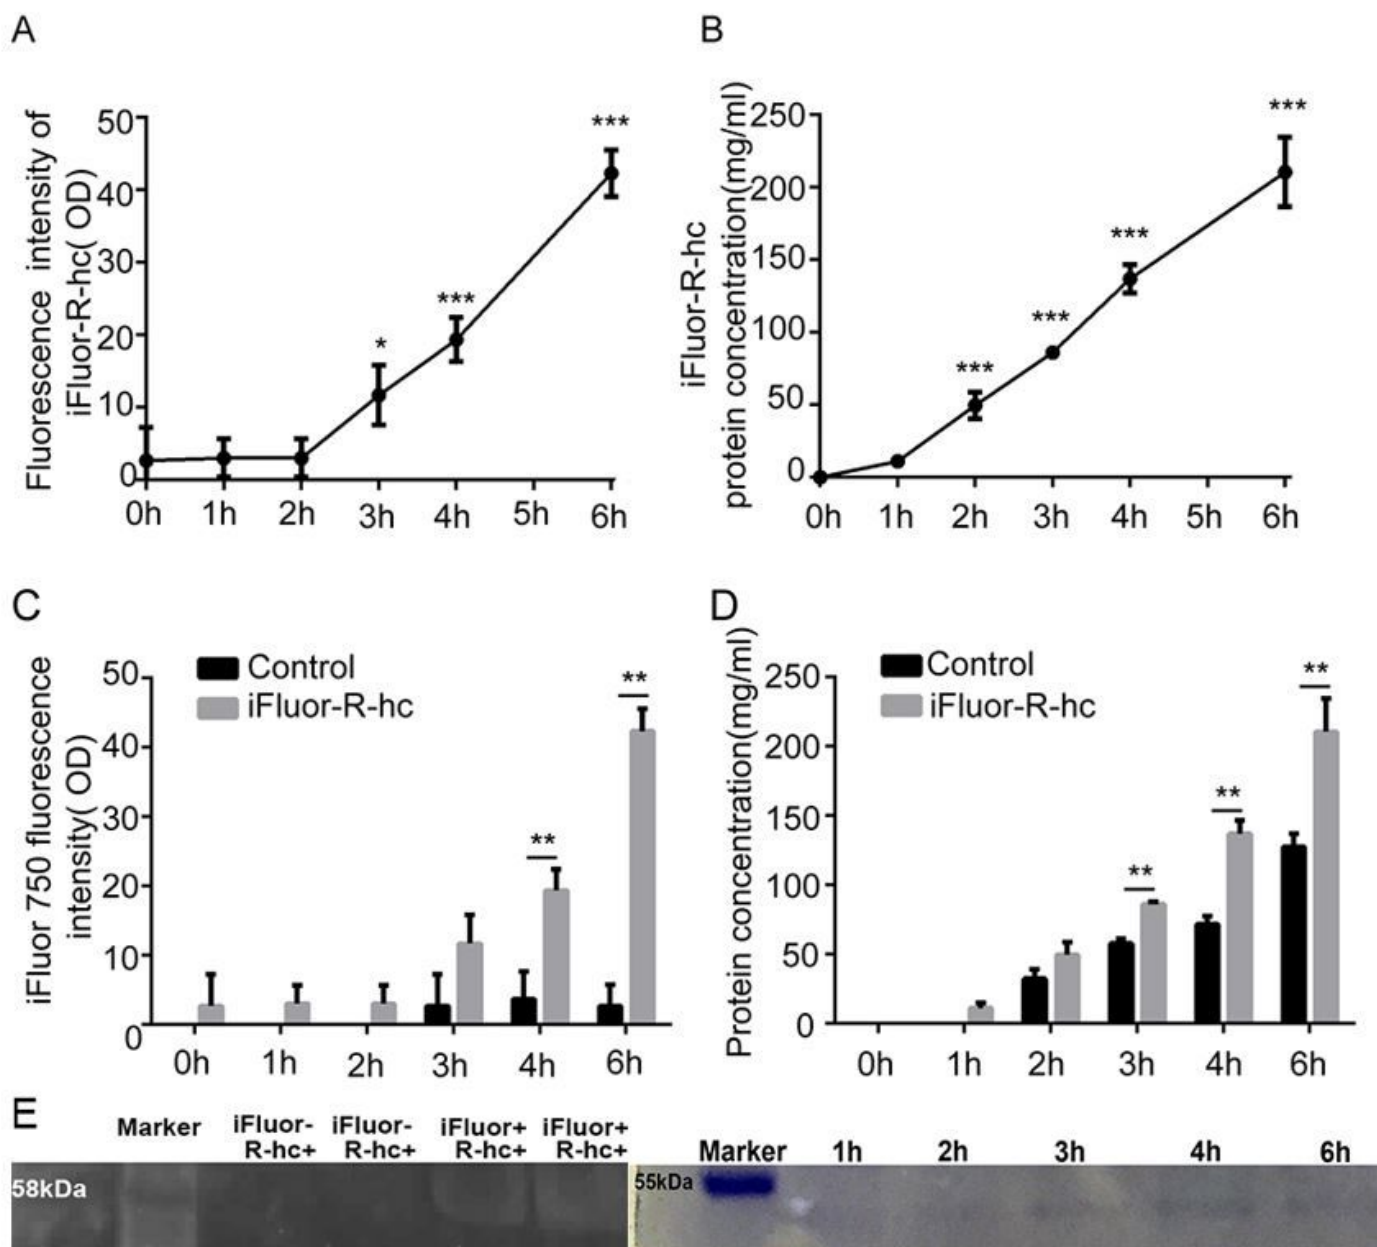 A
Fluorescence intensity of
iFluor-R-hc( OD)
50
40
30
20
10
0
*
***
***
0h 1h 2h 3h 4h 5h 6h
B
iFluor-R-hc
protein concentration(mg/ml)
250
200
150
100
50
0
***
***
***
***
0h 1h 2h 3h 4h 5h 6h
C
iFluor 750 fluorescence
intensity( OD)
50
40
30
20
10
0
Control
iFluor-R-hc
**
**
0h 1h 2h 3h 4h 6h
D
Protein concentration(mg/ml)
250
200
150
100
50
0
Control
iFluor-R-hc
**
**
**
0h 1h 2h 3h 4h 6h
E
Marker iFluor- iFluor- iFluor+ iFluor+
R-hc+ R-hc+ R-hc+ R-hc+
58kDa
Marker 1h 2h 3h 4h 6h
55kDa